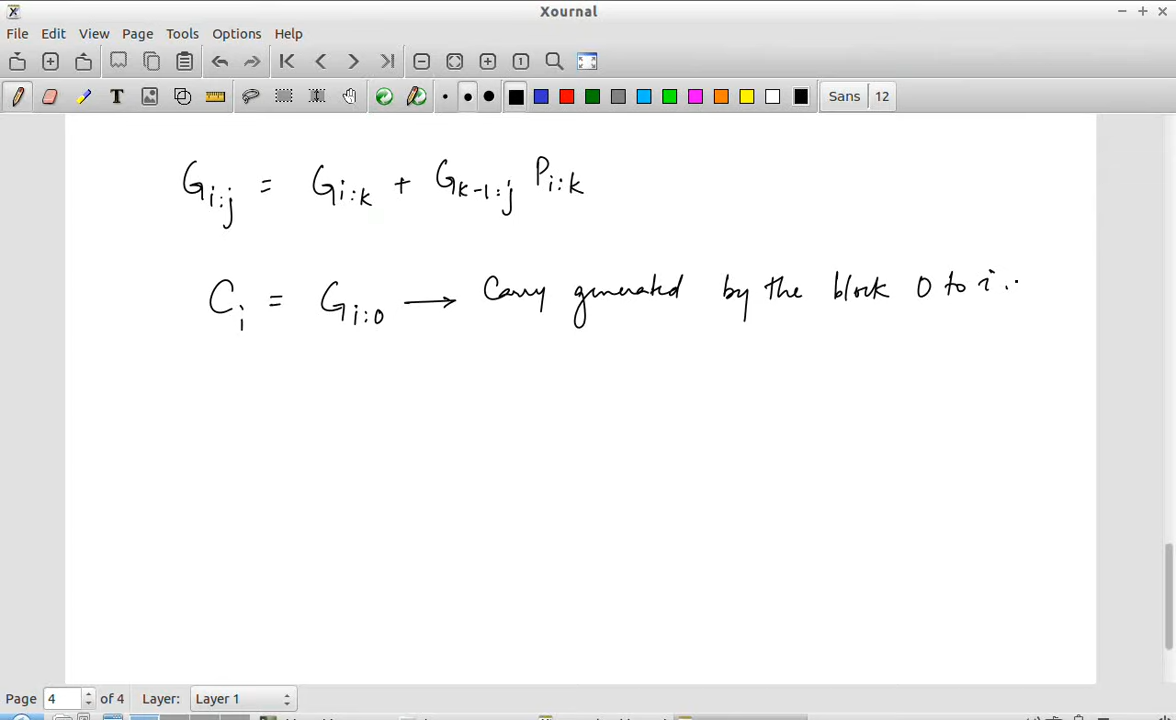 Xournal
File Edit View Page Tools Options Help
T Sans 12
G_{i:j} = G_{i:k} + G_{k-1:j} P_{i:k}
C_i = G_{i:0} → Carry generated by the block 0 to i..
Page 4 of 4 Layer: Layer 1